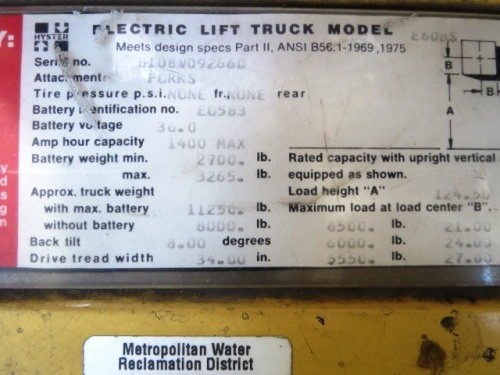 Y:
HYSTER
ELECTRIC LIFT TRUCK MODEL E60BS
Meets design specs Part II, ANSI B56.1-1969 ,1975
Serial no. B108V09266D
Attachment FORKS
Tire pressure p.s.i. NONE fr. NONE rear
Battery identification no. E0583
Battery voltage 36.0
Amp hour capacity 1400 MAX
Battery weight min. 2700. lb.
max. 3265. lb.
Approx. truck weight
with max. battery 11250. lb.
without battery 8000. lb.
Back tilt 8.00 degrees
Drive tread width 34.00 in.
B
A
B
Rated capacity with upright vertical
equipped as shown.
Load height "A" 124.50
Maximum load at load center "B".
6500. lb. 21.00
6000. lb. 24.00
5550. lb. 27.00
Metropolitan Water
Reclamation District